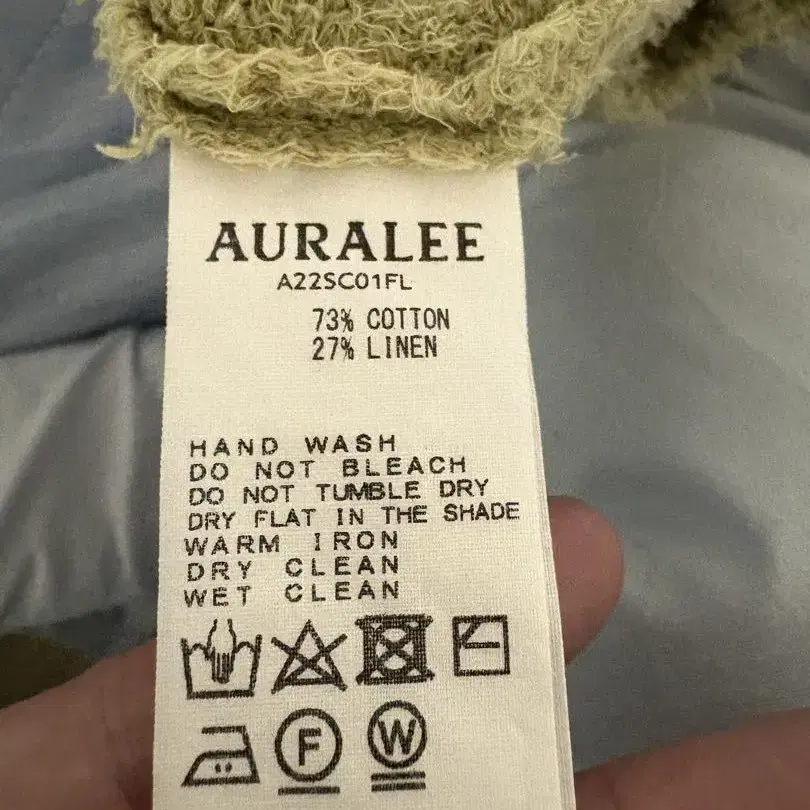 AURALEE
A22SC01FL
73% COTTON
27% LINEN
HAND WASH
DO NOT BLEACH
DO NOT TUMBLE DRY
DRY FLAT IN THE SHADE
WARM IRON
DRY CLEAN
WET CLEAN
F W